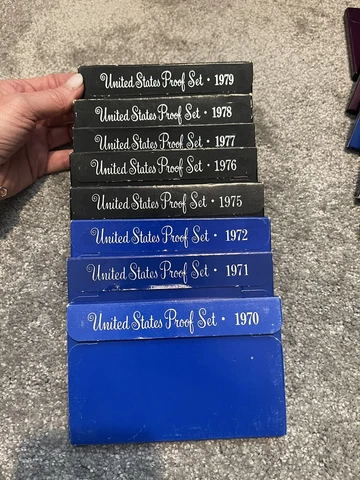 United States Proof Set • 1979
United States Proof Set • 1978
United States Proof Set • 1977
United States Proof Set • 1976
United States Proof Set • 1975
United States Proof Set • 1972
United States Proof Set • 1971
United States Proof Set • 1970